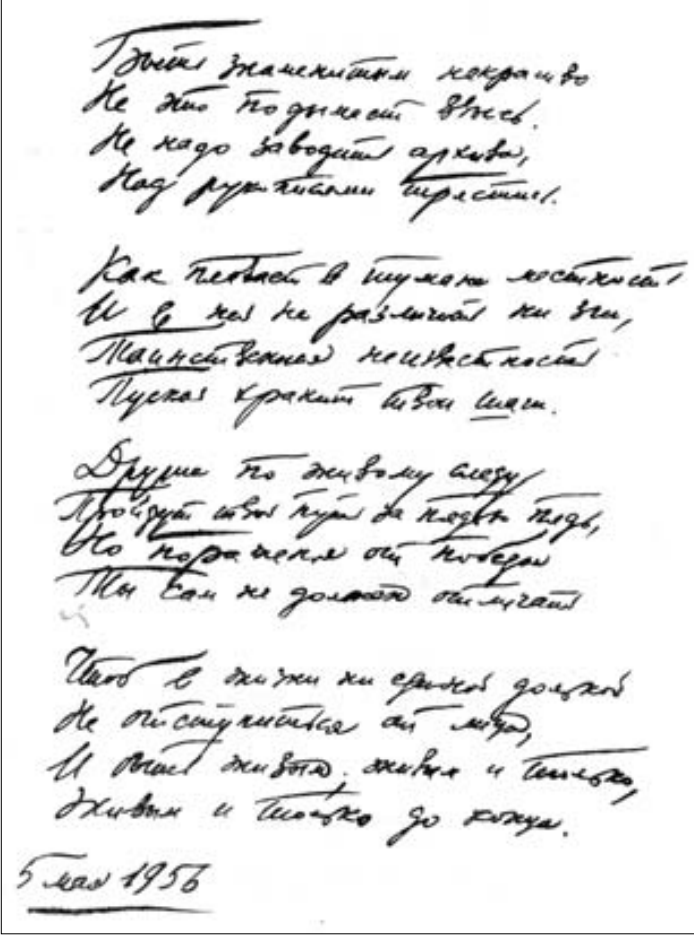 Быть знаменитым некрасиво
Не это подымает ввысь.
Не надо заводить архива,
Над рукописями трястись.
Как плавает в тумане местность
И в ней не различить ни зги,
Таинственная неизвестность
Пускай хранит твои шаги.
Другие по живому следу
Пройдут твой путь за пядью пядь,
Но пораженья от победы
Ты сам не должен отличать
Чтоб в жизни ни единой долькой
Не отступиться от лица,
И быть живым, живым и только,
Живым и только до конца.
5 мая 1956